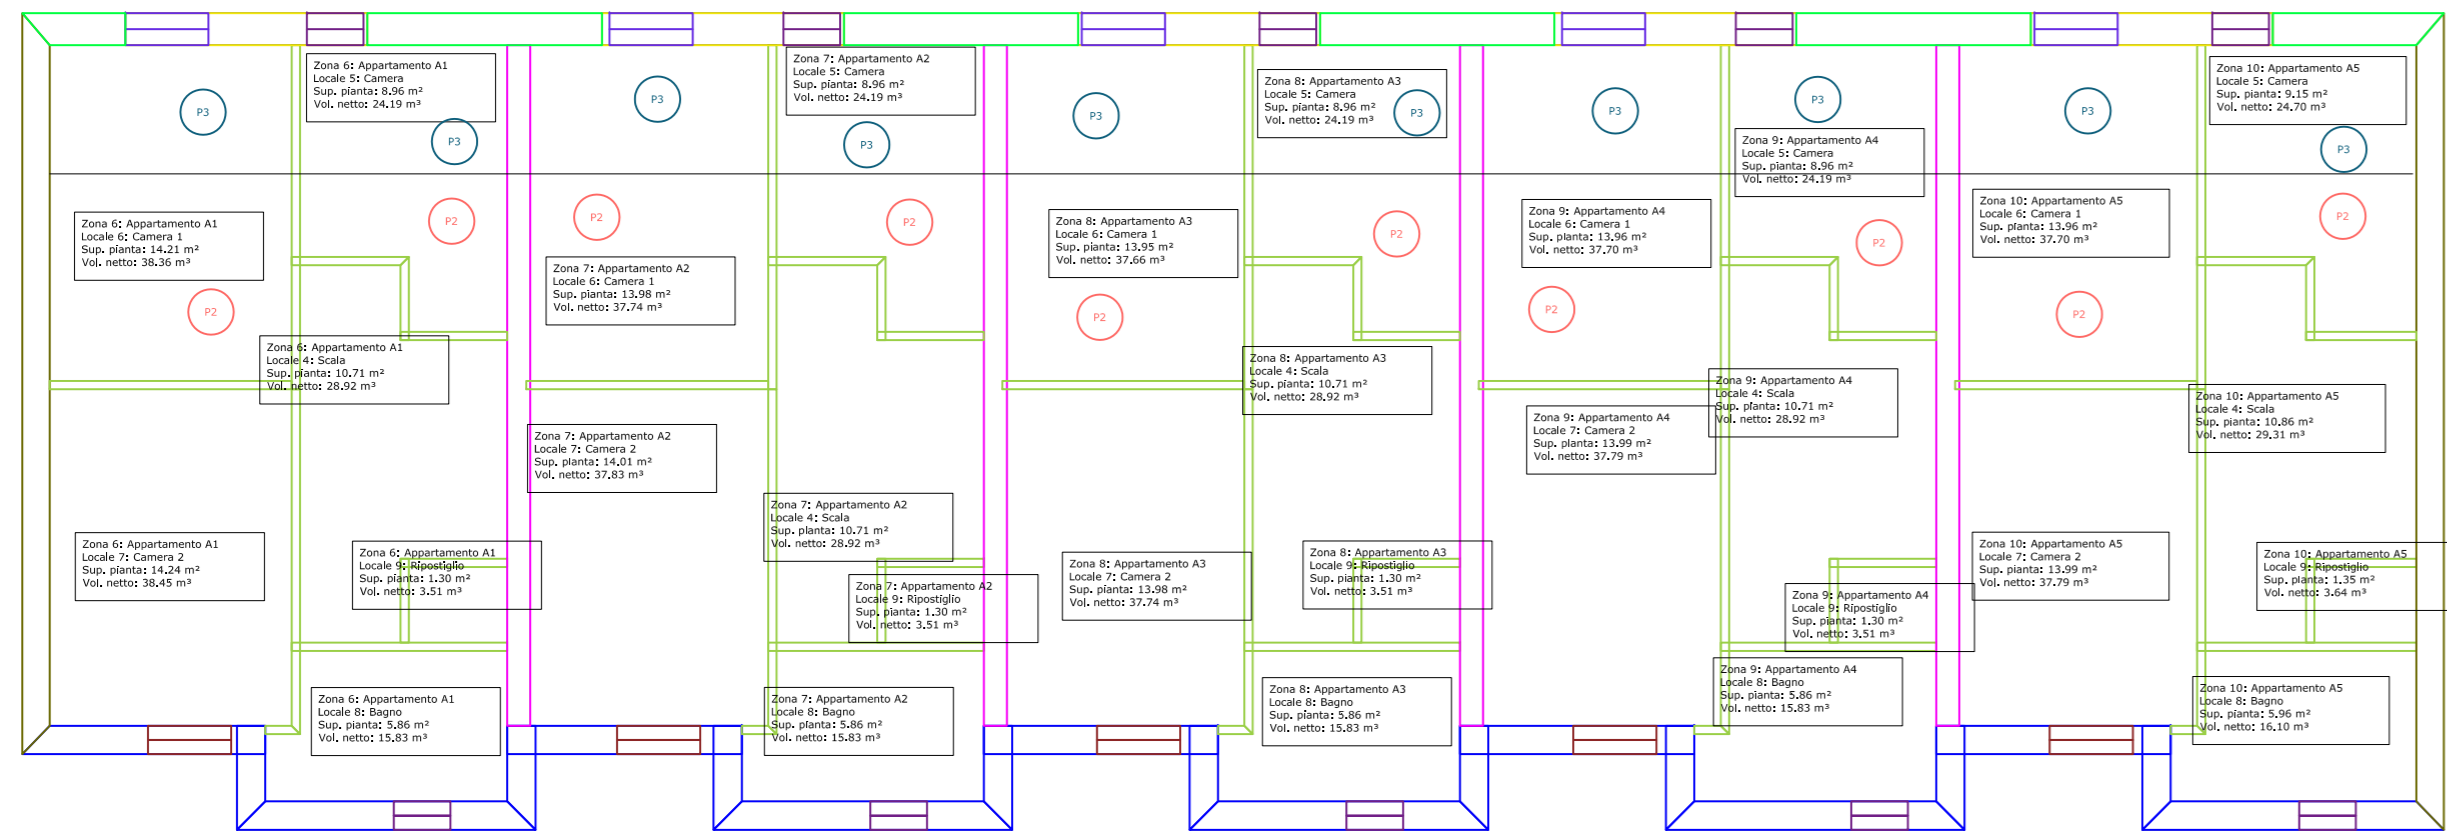 Zona 6: Appartamento A1
Locale 5: Camera
Sup. pianta: 8.96 m²
Vol. netto: 24.19 m³
Zona 7: Appartamento A2
Locale 5: Camera
Sup. pianta: 8.96 m²
Vol. netto: 24.19 m³
Zona 8: Appartamento A3
Locale 5: Camera
Sup. pianta: 8.96 m²
Vol. netto: 24.19 m³
Zona 9: Appartamento A4
Locale 5: Camera
Sup. pianta: 8.96 m²
Vol. netto: 24.19 m³
Zona 10: Appartamento A5
Locale 5: Camera
Sup. pianta: 9.15 m²
Vol. netto: 24.70 m³
P3
P3
P3
P3
P3
P3
P3
P3
P3
P3
P2
P2
P2
P2
P2
P2
P2
P2
P2
P2
Zona 6: Appartamento A1
Locale 6: Camera 1
Sup. pianta: 14.21 m²
Vol. netto: 38.36 m³
Zona 7: Appartamento A2
Locale 6: Camera 1
Sup. pianta: 13.98 m²
Vol. netto: 37.74 m³
Zona 8: Appartamento A3
Locale 6: Camera 1
Sup. pianta: 13.95 m²
Vol. netto: 37.66 m³
Zona 9: Appartamento A4
Locale 6: Camera 1
Sup. pianta: 13.96 m²
Vol. netto: 37.70 m³
Zona 10: Appartamento A5
Locale 6: Camera 1
Sup. pianta: 13.96 m²
Vol. netto: 37.70 m³
Zona 6: Appartamento A1
Locale 4: Scala
Sup. pianta: 10.71 m²
Vol. netto: 28.92 m³
Zona 7: Appartamento A2
Locale 7: Camera 2
Sup. pianta: 14.01 m²
Vol. netto: 37.83 m³
Zona 8: Appartamento A3
Locale 4: Scala
Sup. pianta: 10.71 m²
Vol. netto: 28.92 m³
Zona 9: Appartamento A4
Locale 7: Camera 2
Sup. pianta: 13.99 m²
Vol. netto: 37.79 m³
Zona 9: Appartamento A4
Locale 4: Scala
Sup. pianta: 10.71 m²
Vol. netto: 28.92 m³
Zona 10: Appartamento A5
Locale 4: Scala
Sup. pianta: 10.86 m²
Vol. netto: 29.31 m³
Zona 6: Appartamento A1
Locale 7: Camera 2
Sup. pianta: 14.24 m²
Vol. netto: 38.45 m³
Zona 6: Appartamento A1
Locale 9: Ripostiglio
Sup. pianta: 1.30 m²
Vol. netto: 3.51 m³
Zona 7: Appartamento A2
Locale 4: Scala
Sup. pianta: 10.71 m²
Vol. netto: 28.92 m³
Zona 7: Appartamento A2
Locale 9: Ripostiglio
Sup. pianta: 1.30 m²
Vol. netto: 3.51 m³
Zona 8: Appartamento A3
Locale 7: Camera 2
Sup. pianta: 13.98 m²
Vol. netto: 37.74 m³
Zona 8: Appartamento A3
Locale 9: Ripostiglio
Sup. pianta: 1.30 m²
Vol. netto: 3.51 m³
Zona 9: Appartamento A4
Locale 9: Ripostiglio
Sup. pianta: 1.30 m²
Vol. netto: 3.51 m³
Zona 10: Appartamento A5
Locale 7: Camera 2
Sup. pianta: 13.99 m²
Vol. netto: 37.79 m³
Zona 10: Appartamento A5
Locale 9: Ripostiglio
Sup. pianta: 1.35 m²
Vol. netto: 3.64 m³
Zona 6: Appartamento A1
Locale 8: Bagno
Sup. pianta: 5.86 m²
Vol. netto: 15.83 m³
Zona 7: Appartamento A2
Locale 8: Bagno
Sup. pianta: 5.86 m²
Vol. netto: 15.83 m³
Zona 8: Appartamento A3
Locale 8: Bagno
Sup. pianta: 5.86 m²
Vol. netto: 15.83 m³
Zona 9: Appartamento A4
Locale 8: Bagno
Sup. pianta: 5.86 m²
Vol. netto: 15.83 m³
Zona 10: Appartamento A5
Locale 8: Bagno
Sup. pianta: 5.96 m²
Vol. netto: 16.10 m³